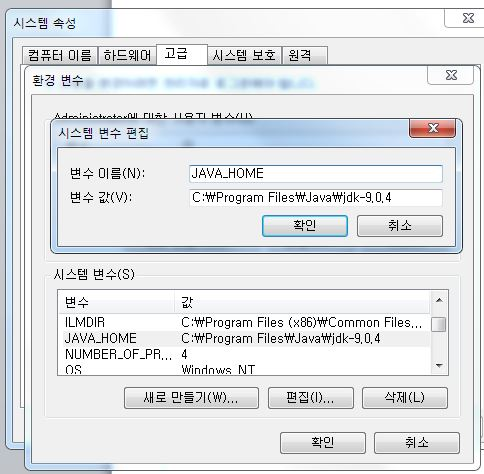 시스템 속성
컴퓨터 이름 하드웨어 고급 시스템 보호 원격
환경 변수
Administrator에 대한 사용자 변수(U)
시스템 변수 편집
변수 이름(N): JAVA_HOME
변수 값(V): C:₩Program Files₩Java₩jdk-9.0.4
확인 취소
시스템 변수(S)
변수 값
ILMDIR C:₩Program Files (x86)₩Common Files...
JAVA_HOME C:₩Program Files₩Java₩jdk-9.0.4
NUMBER_OF_PR... 4
OS Windows_NT
새로 만들기(W)... 편집(I)... 삭제(L)
확인 취소